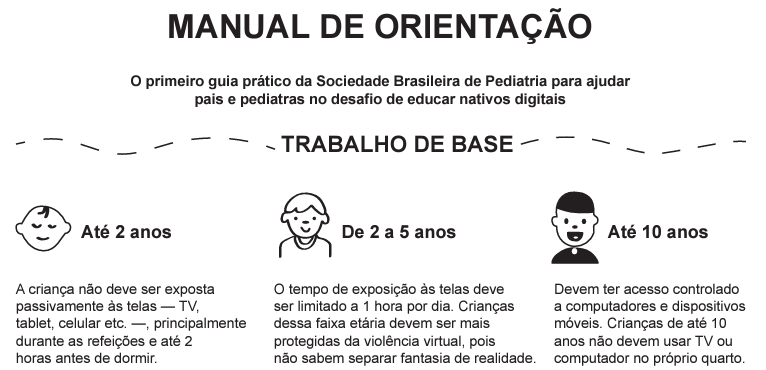 MANUAL DE ORIENTAÇÃO
O primeiro guia prático da Sociedade Brasileira de Pediatria para ajudar
pais e pediatras no desafio de educar nativos digitais
TRABALHO DE BASE
Até 2 anos
A criança não deve ser exposta
passivamente às telas — TV,
tablet, celular etc. —, principalmente
durante as refeições e até 2
horas antes de dormir.
De 2 a 5 anos
O tempo de exposição às telas deve
ser limitado a 1 hora por dia. Crianças
dessa faixa etária devem ser mais
protegidas da violência virtual, pois
não sabem separar fantasia de realidade.
Até 10 anos
Devem ter acesso controlado
a computadores e dispositivos
móveis. Crianças de até 10
anos não devem usar TV ou
computador no próprio quarto.